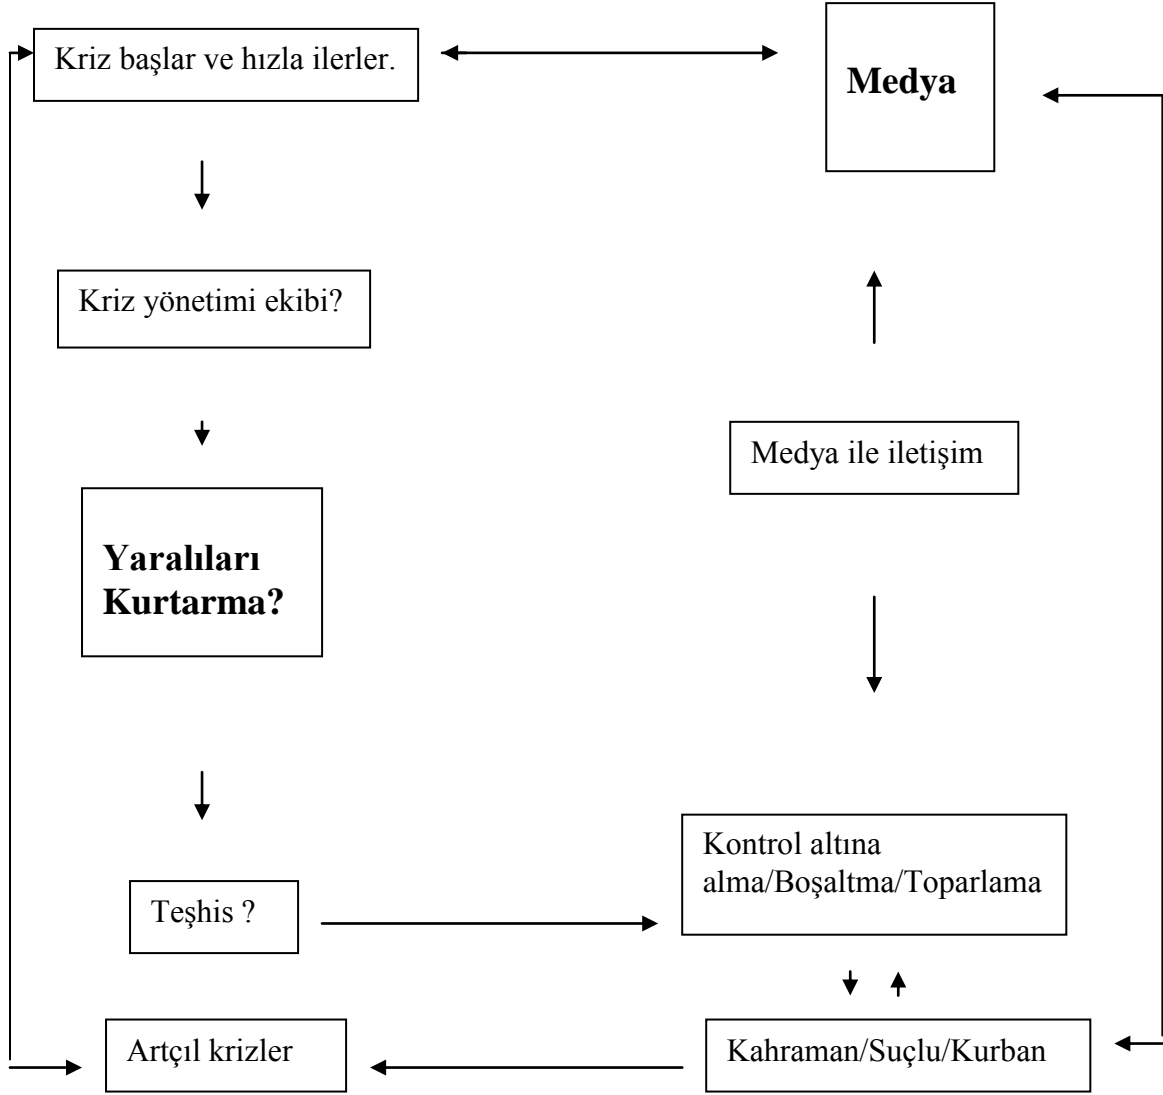 Kriz başlar ve hızla ilerler.
Medya
Kriz yönetimi ekibi?
Medya ile iletişim
Yaralıları
Kurtarma?
Kontrol altına
alma/Boşaltma/Toparlama
Teşhis ?
Artçıl krizler
Kahraman/Suçlu/Kurban